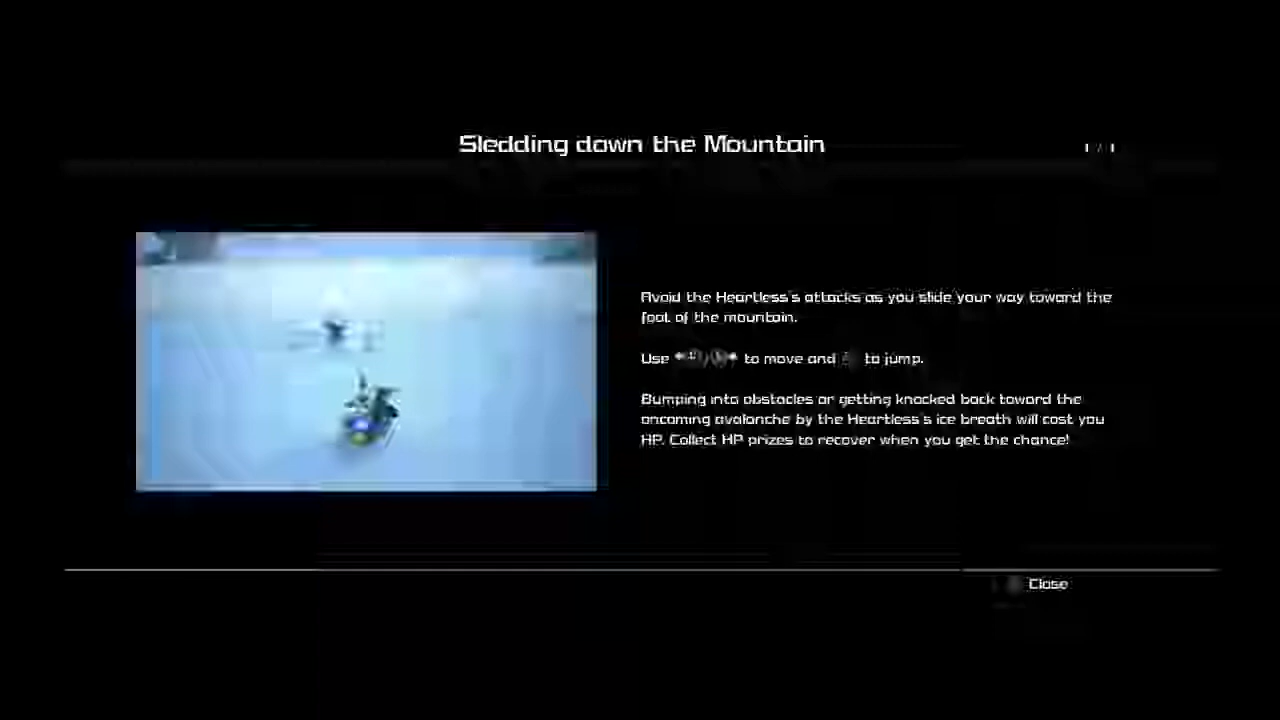 Sledding down the Mountain
1 / 1
Avoid the Heartless's attacks as you slide your way toward the
foot of the mountain.
Use to move and to jump.
Bumping into obstacles or getting knocked back toward the
oncoming avalanche by the Heartless's ice breath will cost you
HP. Collect HP prizes to recover when you get the chance!
Close